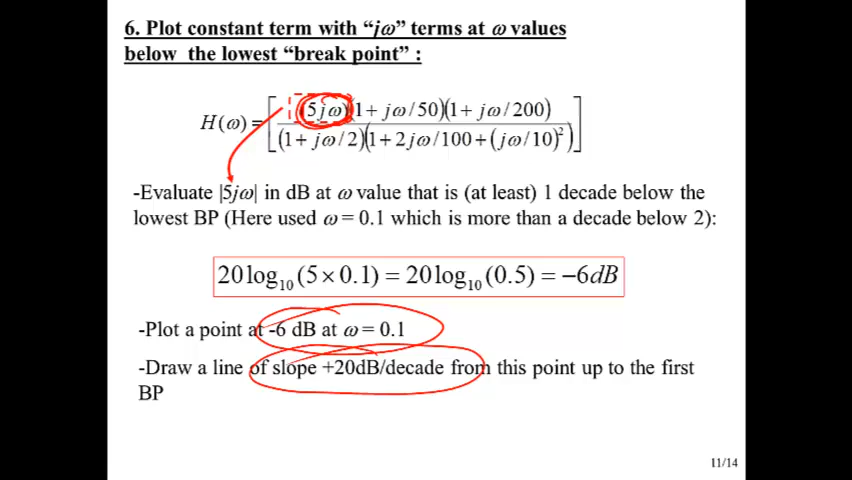 6. Plot constant term with “jω” terms at ω values
below the lowest “break point” :
H(ω) = [ (5jω)(1 + jω/50)(1 + jω/200) / (1 + jω/2)(1 + 2jω/100 + (jω/10)²) ]
-Evaluate |5jω| in dB at ω value that is (at least) 1 decade below the
lowest BP (Here used ω = 0.1 which is more than a decade below 2):
20log₁₀(5×0.1) = 20log₁₀(0.5) = −6dB
-Plot a point at -6 dB at ω = 0.1
-Draw a line of slope +20dB/decade from this point up to the first
BP
11/14